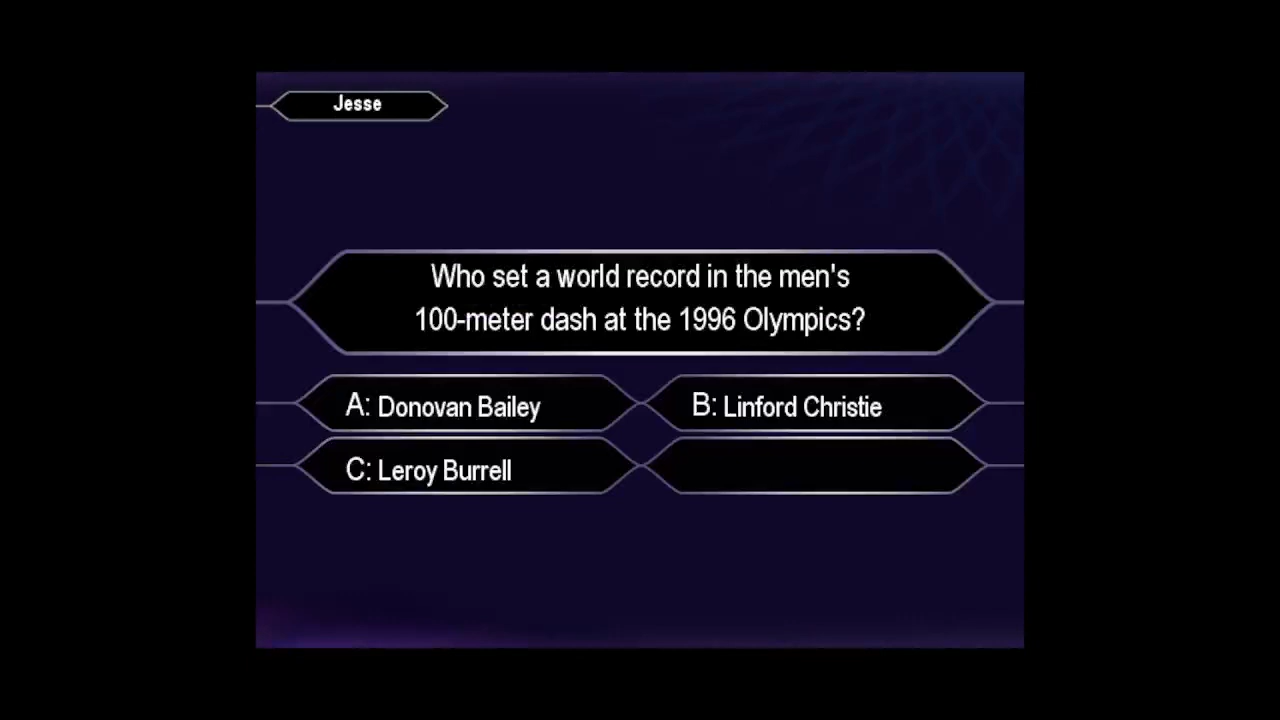 Jesse
Who set a world record in the men's
100-meter dash at the 1996 Olympics?
A: Donovan Bailey
B: Linford Christie
C: Leroy Burrell